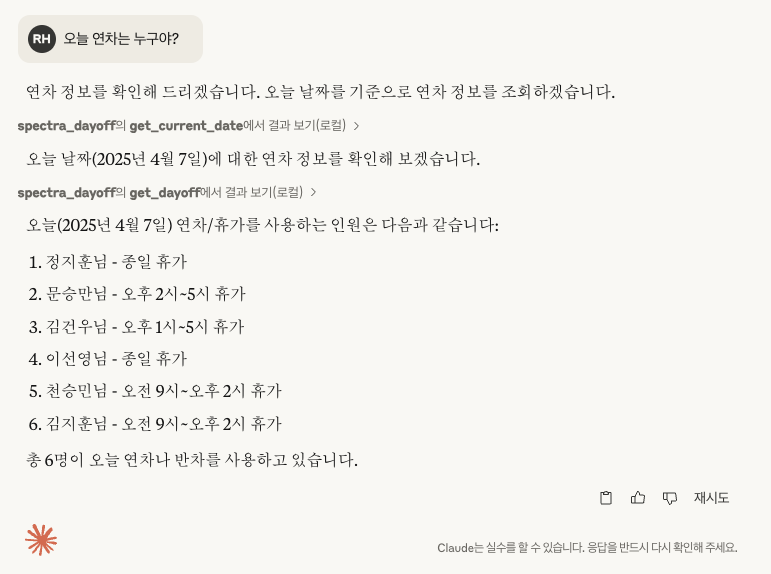 RH 오늘 연차는 누구야?
연차 정보를 확인해 드리겠습니다. 오늘 날짜를 기준으로 연차 정보를 조회하겠습니다.
spectra_dayoff의 get_current_date에서 결과 보기(로컬)
오늘 날짜(2025년 4월 7일)에 대한 연차 정보를 확인해 보겠습니다.
spectra_dayoff의 get_dayoff에서 결과 보기(로컬)
오늘(2025년 4월 7일) 연차/휴가를 사용하는 인원은 다음과 같습니다:
1. 정지훈님 - 종일 휴가
2. 문승만님 - 오후 2시~5시 휴가
3. 김건우님 - 오후 1시~5시 휴가
4. 이선영님 - 종일 휴가
5. 천승민님 - 오전 9시~오후 2시 휴가
6. 김지훈님 - 오전 9시~오후 2시 휴가
총 6명이 오늘 연차나 반차를 사용하고 있습니다.
재시도
Claude는 실수를 할 수 있습니다. 응답을 반드시 다시 확인해 주세요.